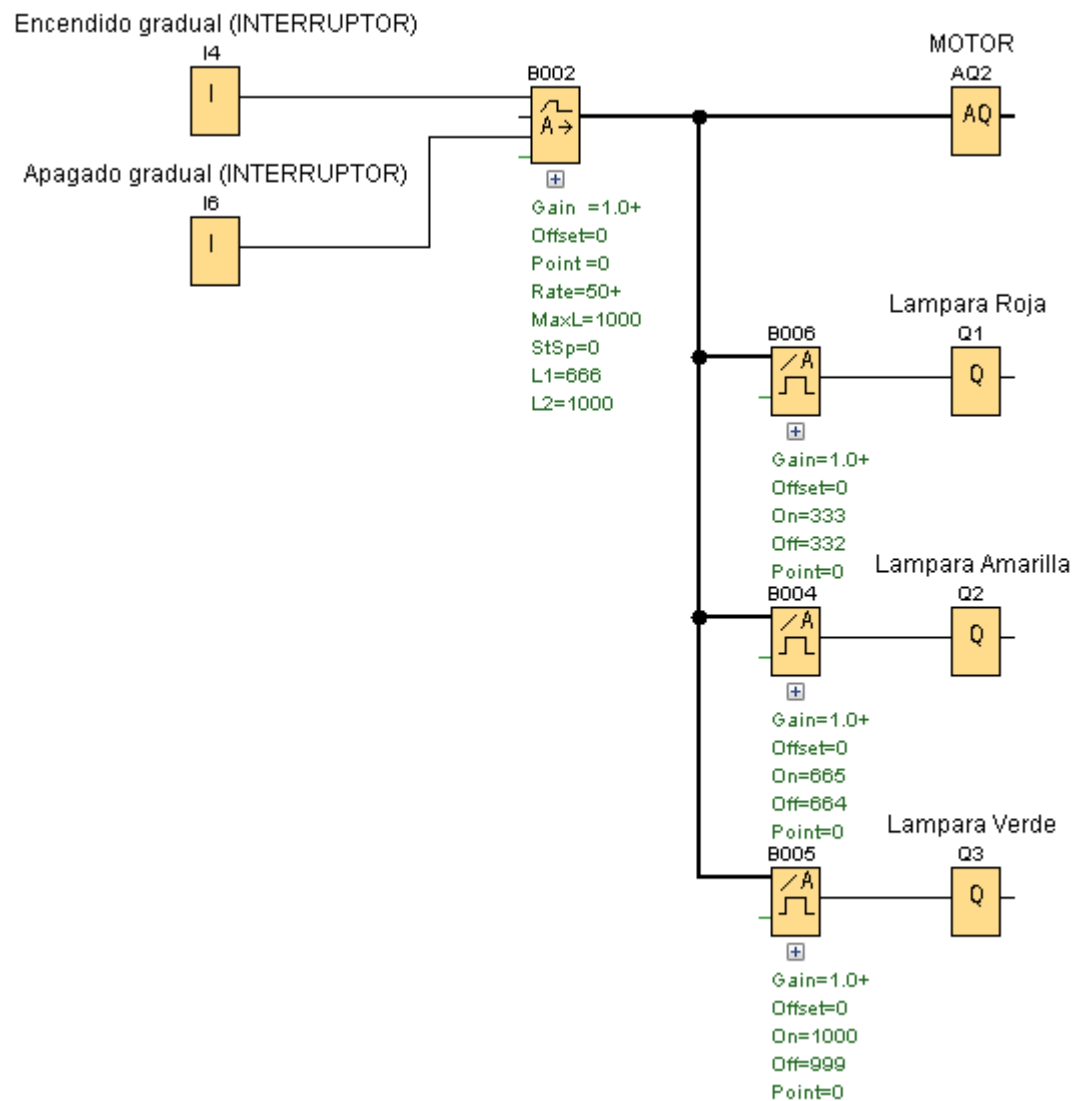 Encendido gradual (INTERRUPTOR)
I4
I
Apagado gradual (INTERRUPTOR)
I6
I
B002
A→
Gain =1.0+
Offset=0
Point =0
Rate=50+
MaxL=1000
StSp=0
L1=666
L2=1000
MOTOR
AQ2
AQ
B006
/A
Gain=1.0+
Offset=0
On=333
Off=332
Point=0
Lampara Roja
Q1
Q
B004
/A
Gain=1.0+
Offset=0
On=665
Off=664
Point=0
Lampara Amarilla
Q2
Q
B005
/A
Gain=1.0+
Offset=0
On=1000
Off=999
Point=0
Lampara Verde
Q3
Q